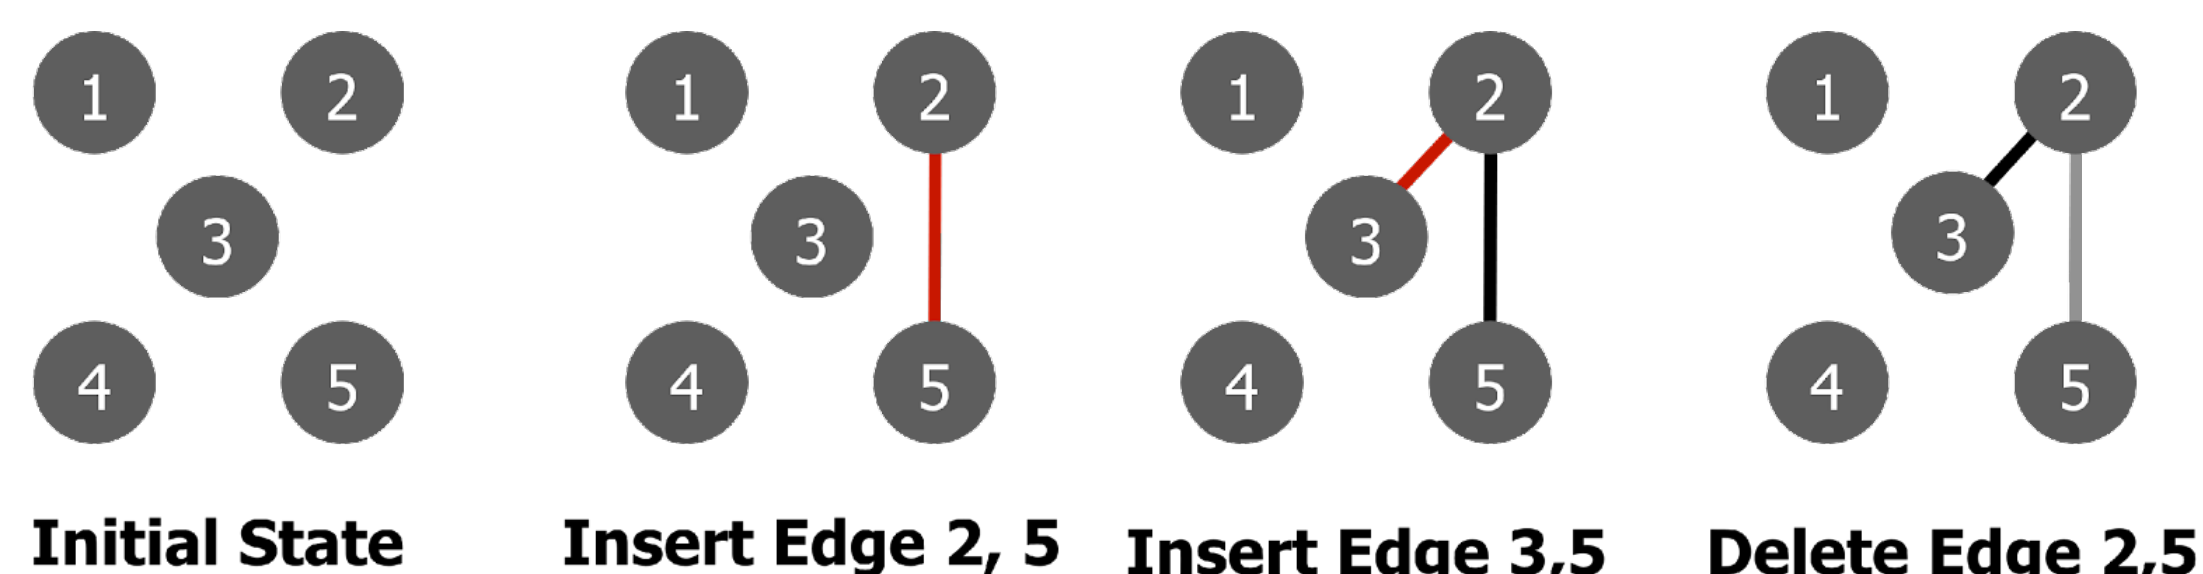 1 2 1 2 1 2 1 2
3 3 3 3
4 5 4 5 4 5 4 5
Initial State Insert Edge 2, 5 Insert Edge 3,5 Delete Edge 2,5